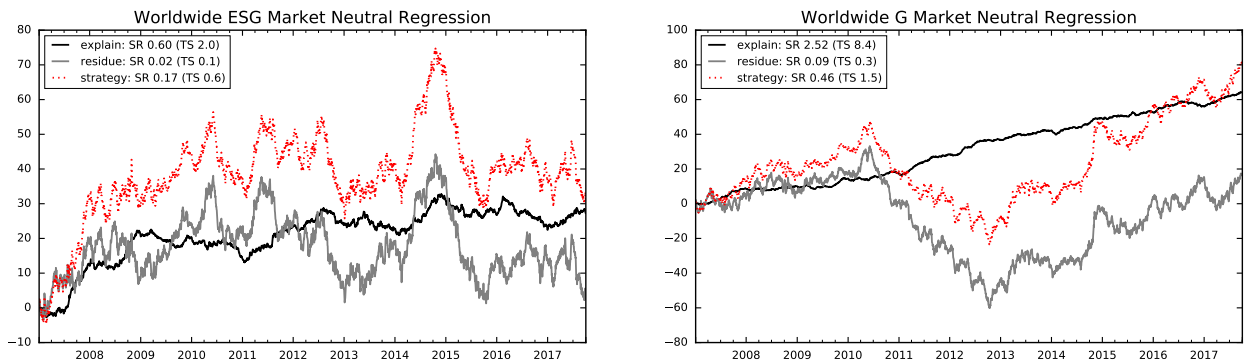 Worldwide ESG Market Neutral Regression
80
70
60
50
40
30
20
10
0
−10
explain: SR 0.60 (TS 2.0)
residue: SR 0.02 (TS 0.1)
strategy: SR 0.17 (TS 0.6)
2008 2009 2010 2011 2012 2013 2014 2015 2016 2017
Worldwide G Market Neutral Regression
100
80
60
40
20
0
−20
−40
−60
−80
explain: SR 2.52 (TS 8.4)
residue: SR 0.09 (TS 0.3)
strategy: SR 0.46 (TS 1.5)
2008 2009 2010 2011 2012 2013 2014 2015 2016 2017